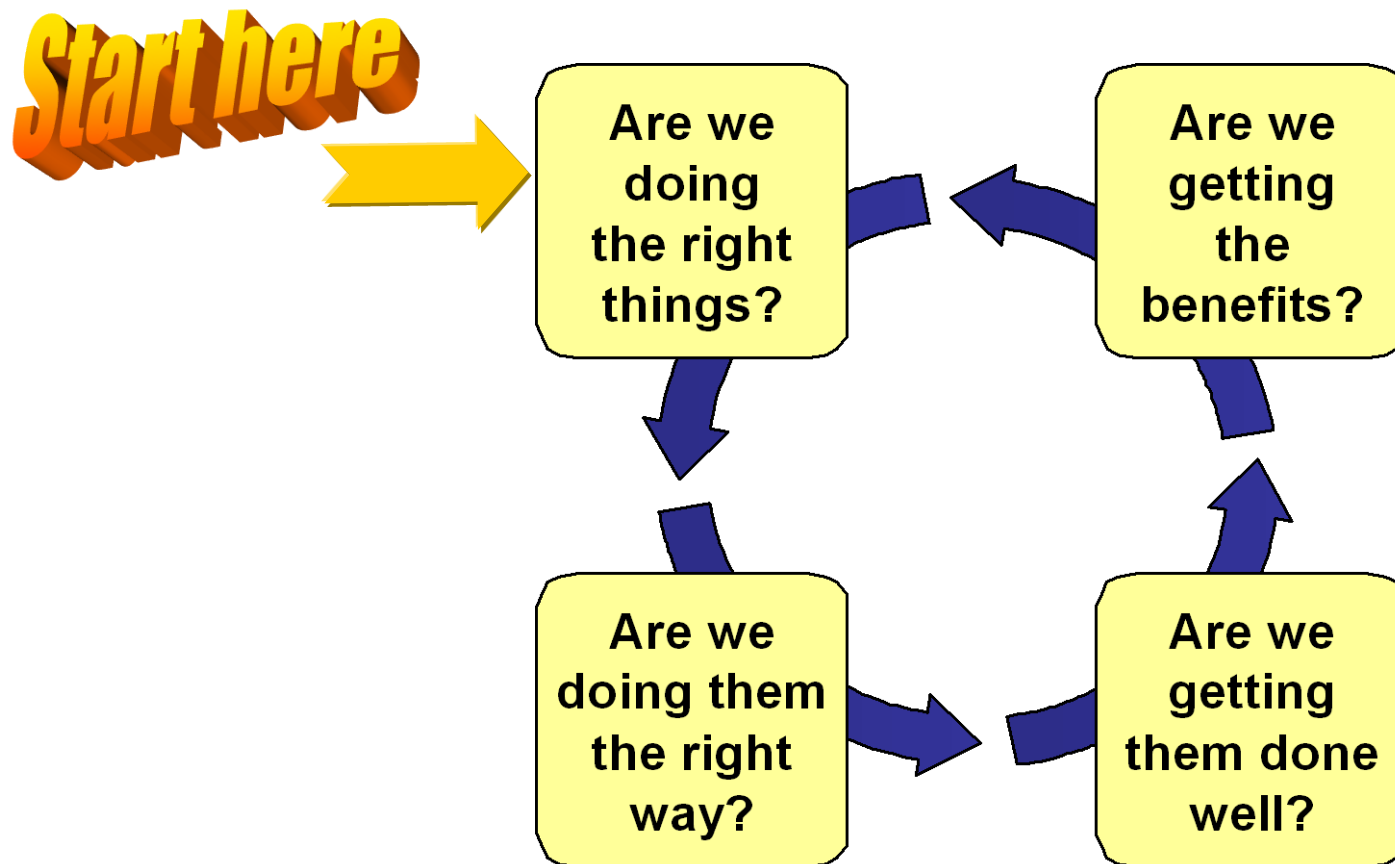 Start here
Are we
doing
the right
things?
Are we
getting
the
benefits?
Are we
doing them
the right
way?
Are we
getting
them done
well?